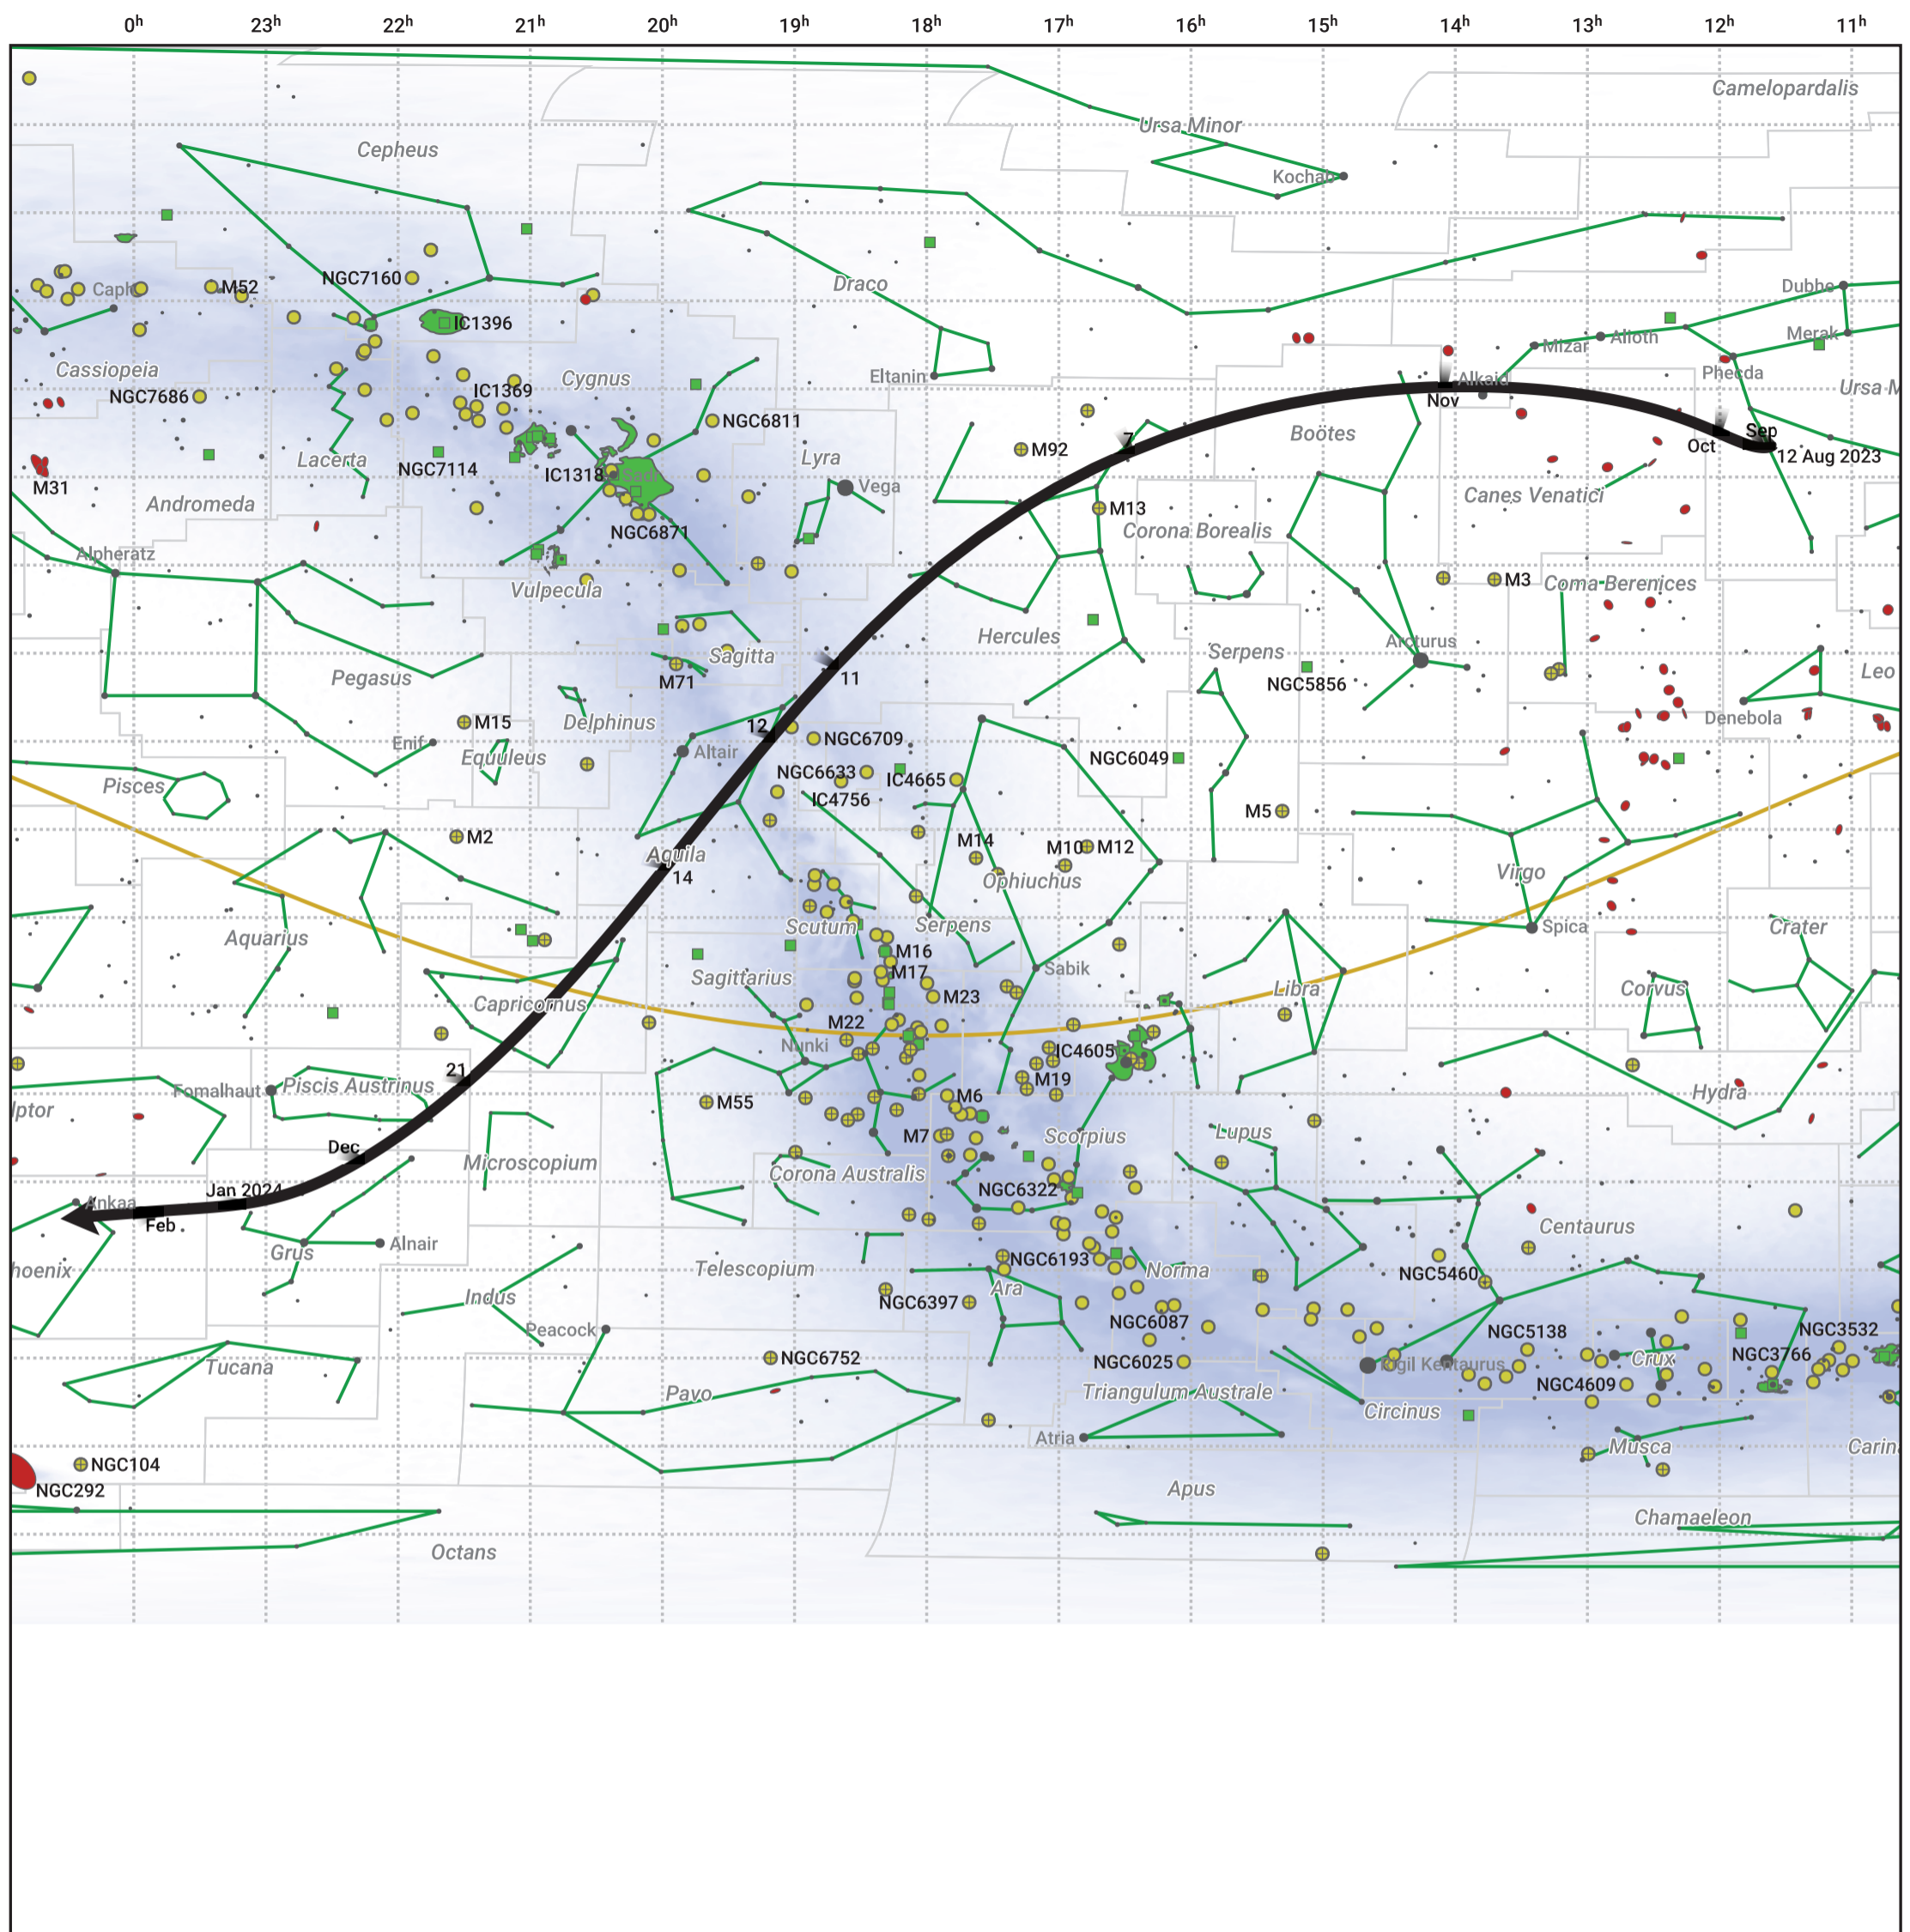 0h 23h 22h 21h 20h 19h 18h 17h 16h 15h 14h 13h 12h 11h
Camelopardalis
Ursa Minor
Cepheus
Kochab
Draco
NGC7160
Caph
M52
Dubhe
IC1396
Mizar
Alioth
Merak
Cassiopeia
Cygnus
Eltanin
Alkaid
Phecda
Ursa M
NGC7686
IC1369
Nov
NGC6811
Boötes
Sep
7
M92
Oct
12 Aug 2023
Lacerta
NGC7114
Lyra
IC1318
Sadr
M31
Vega
Canes Venatici
Andromeda
M13
NGC6871
Corona Borealis
Alpheratz
Vulpecula
M3
Coma Berenices
Hercules
Arcturus
Sagitta
Serpens
Pegasus
M71
11
NGC5856
Leo
M15
Delphinus
12
Denebola
Enif
Altair
NGC6709
Equuleus
NGC6049
Pisces
NGC6633
IC4665
IC4756
M5
M2
M14
M10
M12
Aquila
14
Ophiuchus
Virgo
Aquarius
Scutum
Serpens
Spica
Crater
M16
Sabik
Sagittarius
M17
Capricornus
M23
Libra
Corvus
M22
Nunki
IC4605
21
Fomalhaut
Piscis Austrinus
M19
Hydra
lptor
M55
M6
M7
Scorpius
Lupus
Dec
Microscopium
Corona Australis
Jan 2024
NGC6322
Ankaa
Feb
Centaurus
Grus
Alnair
hoenix
Telescopium
NGC6193
Norma
NGC5460
Indus
Ara
NGC6397
Peacock
NGC6087
NGC5138
NGC3532
Tucana
NGC6752
NGC6025
Rigil Kentaurus
Crux
NGC3766
Pavo
Triangulum Australe
NGC4609
Circinus
Atria
Musca
Carin
NGC104
NGC292
Apus
Chamaeleon
Octans